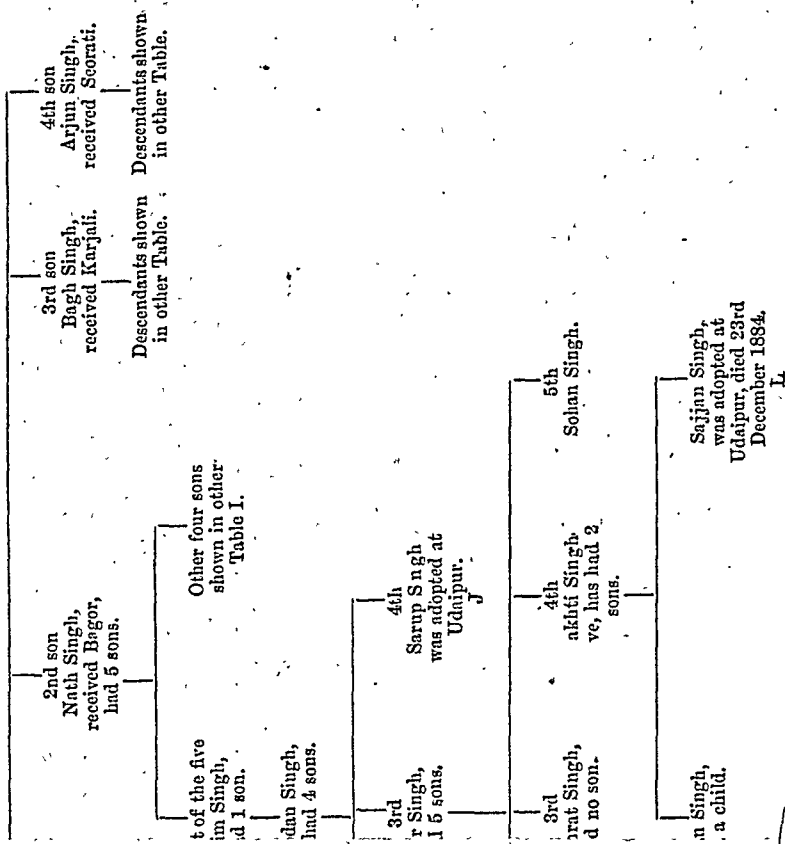 2nd son
Nath Singh,
received Bagor,
had 5 sons.
3rd son
Bagh Singh,
received Karjali.
4th son
Arjun Singh,
received Seorati.
Descendants shown
in other Table.
Descendants shown
in other Table.
t of the five
im Singh,
d 1 son.
Other four sons
shown in other
Table I.
dan Singh,
had 4 sons.
3rd
r Singh,
l 5 sons.
4th
Sarup S ngh
was adopted at
Udaipur.
J
3rd
rat Singh,
d no son.
4th
akhti Singh
ve, has had 2
sons.
5th
Sohan Singh.
n Singh,
a child.
Sajjan Singh,
was adopted at
Udaipur, died 23rd
December 1884.
L